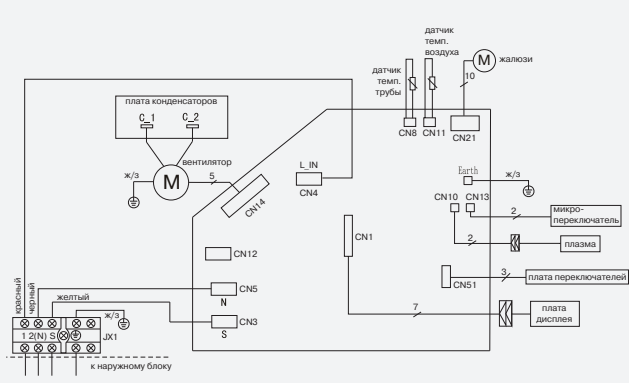 датчик
темп.
воздуха
датчик
темп.
трубы
M
жалюзи
10
CN8
CN11
CN21
плата конденсаторов
C_1
C_2
вентилятор
M
ж/з
5
CN14
L_IN
CN4
Earth
ж/з
CN10
CN13
2
микро-
переключатель
2
плазма
CN1
CN12
CN51
3
плата переключателей
CN5
N
7
плата
дисплея
CN3
S
красный
черный
желтый
ж/з
1 2(N) S
JX1
к наружному блоку